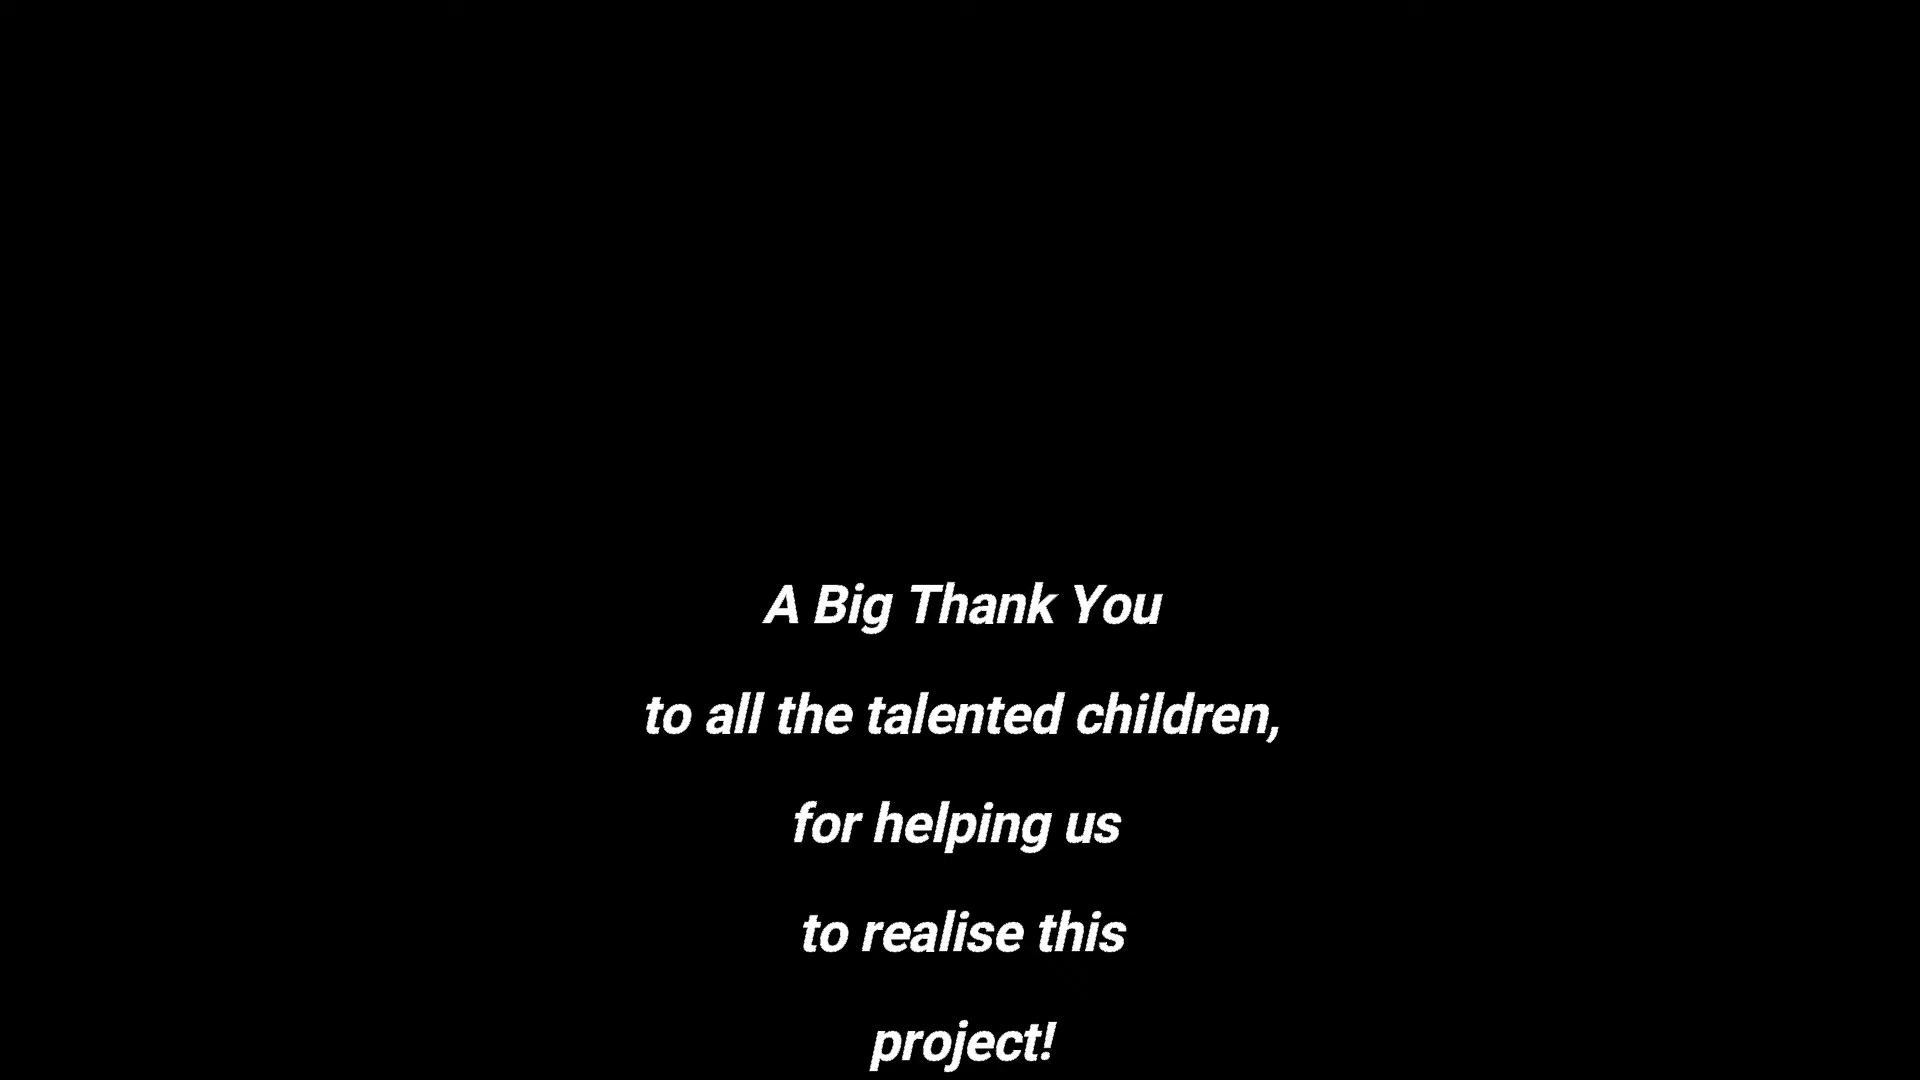 A Big Thank You
to all the talented children,
for helping us
to realise this
project!